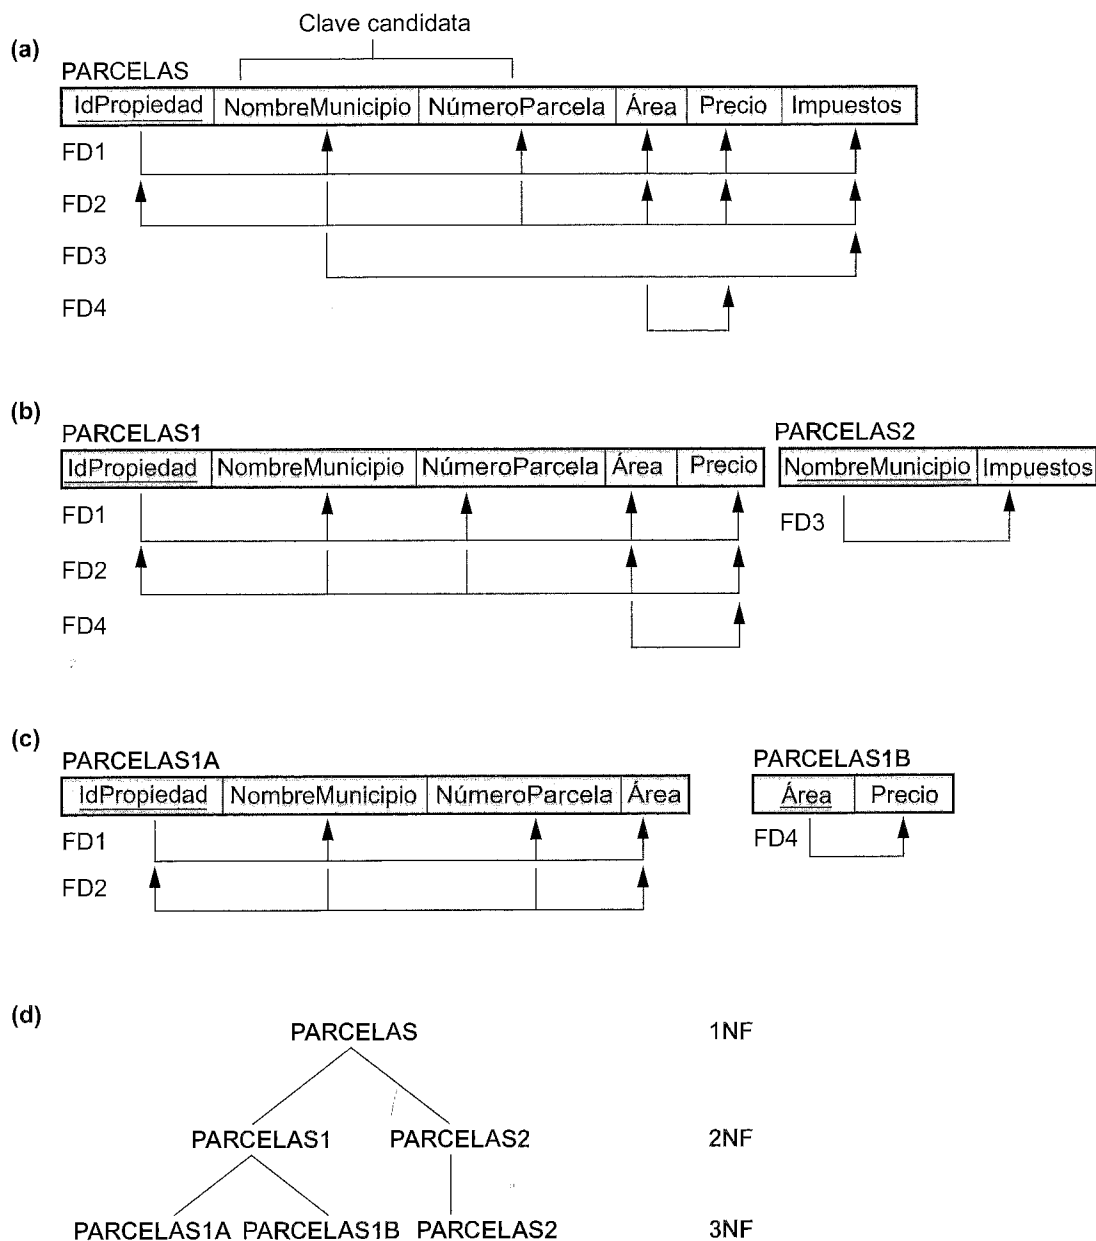 Clave candidata
(a)
PARCELAS
IdPropiedad NombreMunicipio NúmeroParcela Área Precio Impuestos
FD1
FD2
FD3
FD4
(b)
PARCELAS1 PARCELAS2
IdPropiedad NombreMunicipio NúmeroParcela Área Precio NombreMunicipio Impuestos
FD1
FD3
FD2
FD4
(c)
PARCELAS1A PARCELAS1B
IdPropiedad NombreMunicipio NúmeroParcela Área Área Precio
FD1 FD4
FD2
(d)
PARCELAS 1NF
PARCELAS1 PARCELAS2 2NF
PARCELAS1A PARCELAS1B PARCELAS2 3NF